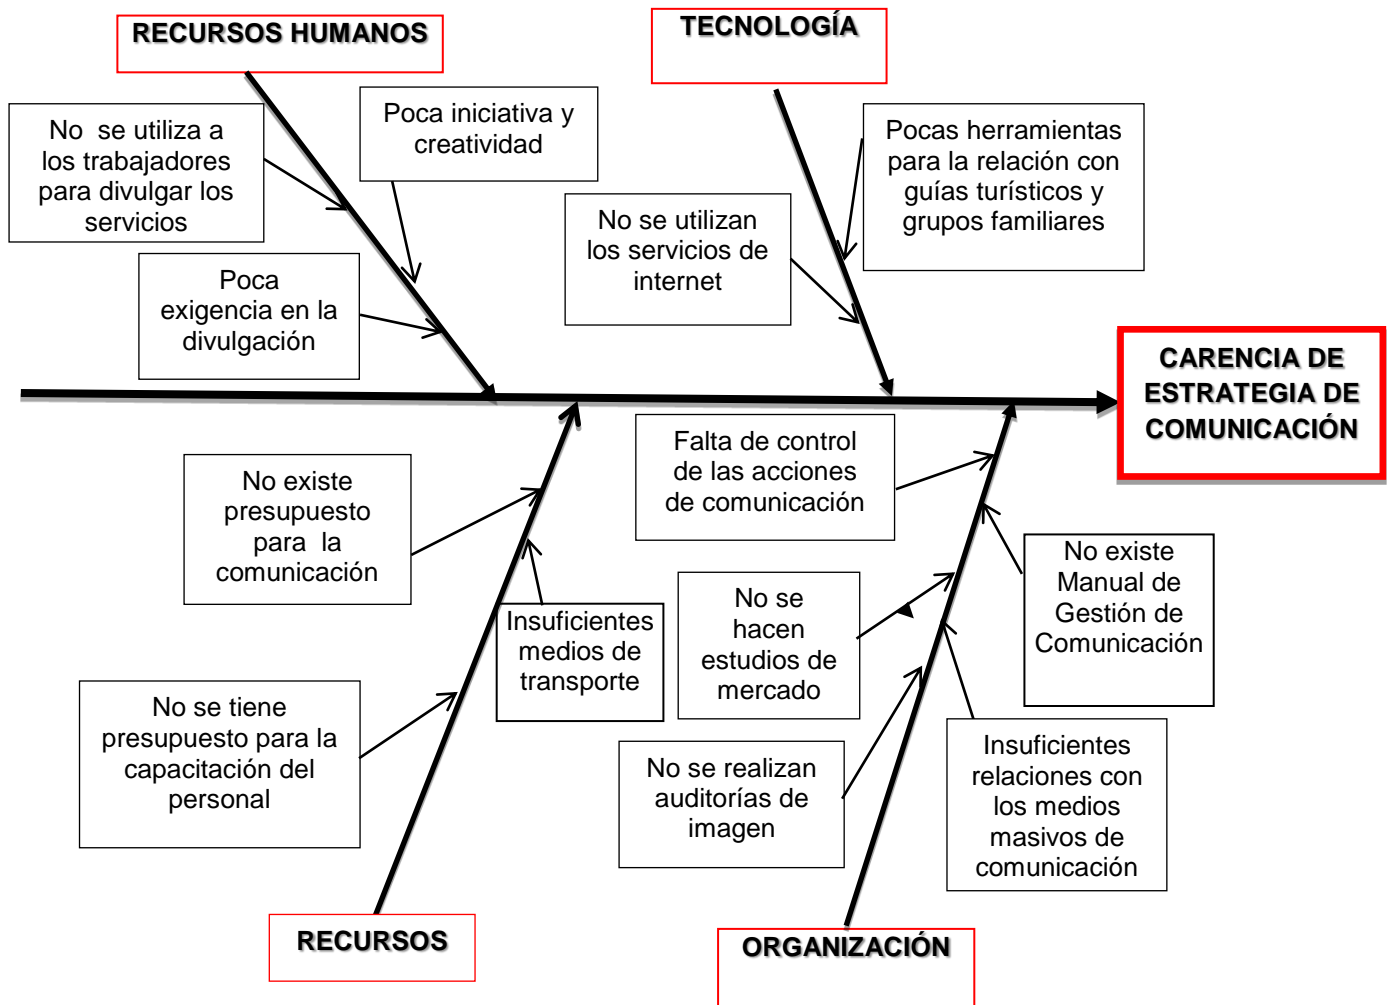 RECURSOS HUMANOS
TECNOLOGÍA
No se utiliza a
los trabajadores
para divulgar los
servicios
Poca iniciativa y
creatividad
Poca
exigencia en la
divulgación
No se utilizan
los servicios de
internet
Pocas herramientas
para la relación con
guías turísticos y
grupos familiares
CARENCIA DE
ESTRATEGIA DE
COMUNICACIÓN
No existe
presupuesto
para la
comunicación
Insuficientes
medios de
transporte
No se tiene
presupuesto para la
capacitación del
personal
Falta de control
de las acciones
de comunicación
No existe
Manual de
Gestión de
Comunicación
No se
hacen
estudios de
mercado
No se realizan
auditorías de
imagen
Insuficientes
relaciones con
los medios
masivos de
comunicación
RECURSOS
ORGANIZACIÓN